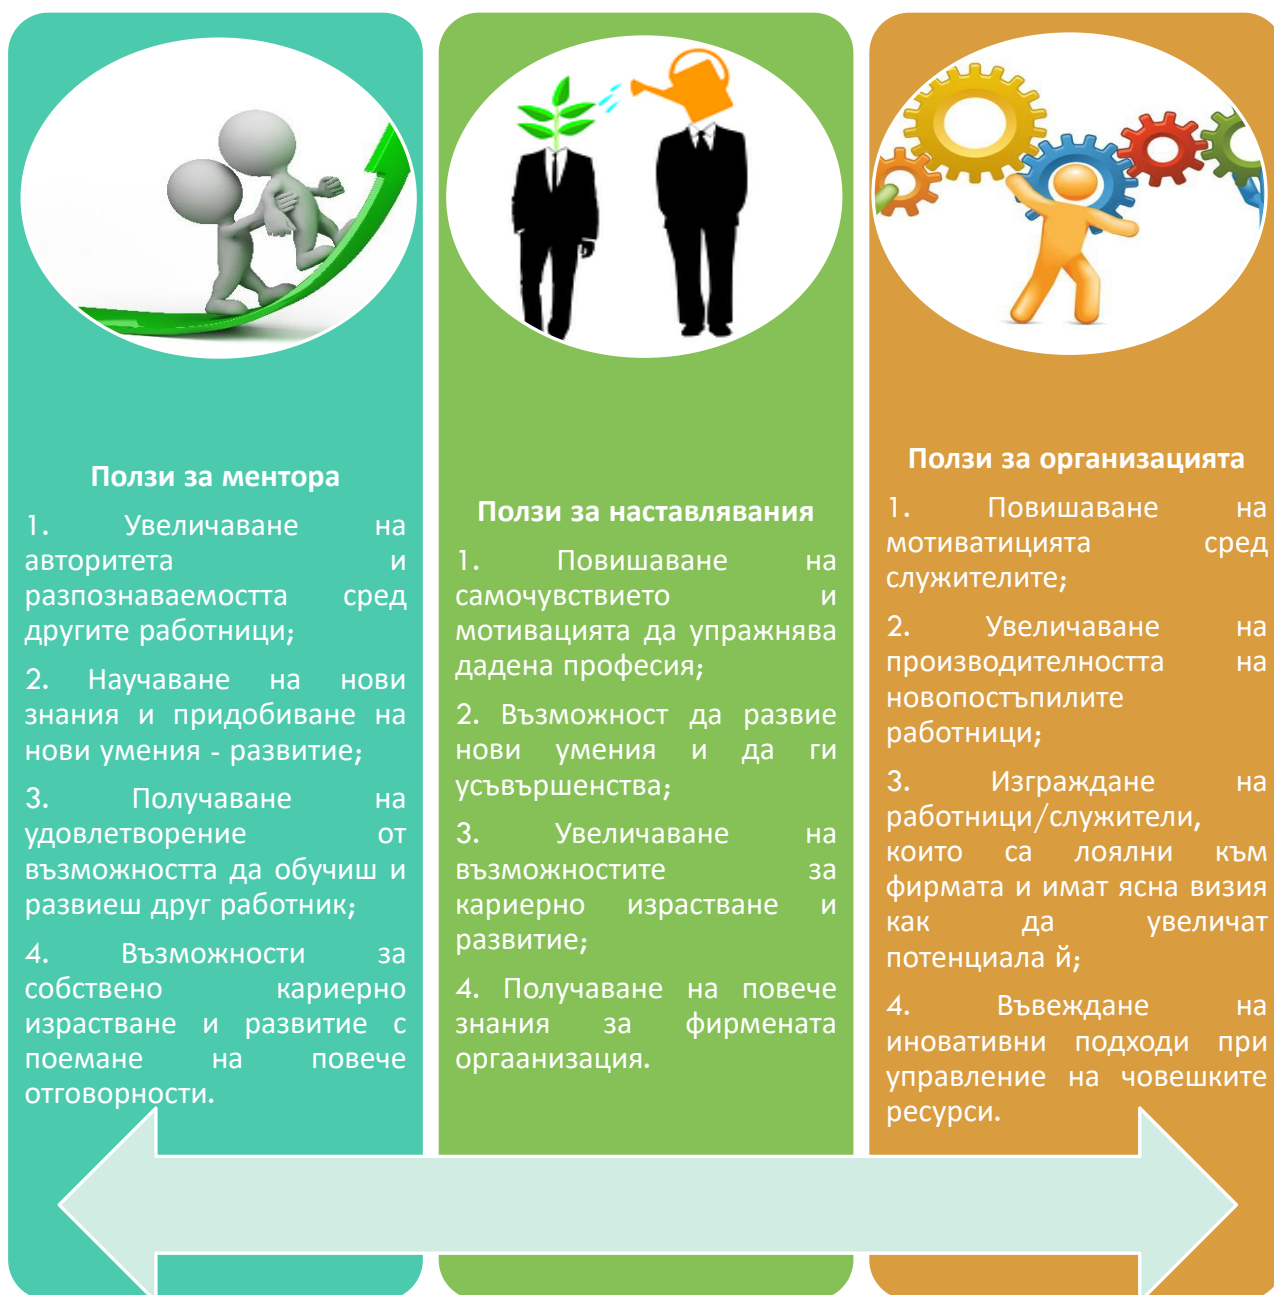 Ползи за ментора
1. Увеличаване на
авторитета и
разпознаваемостта сред
другите работници;
2. Научаване на нови
знания и придобиване на
нови умения - развитие;
3. Получаване на
удовлетворение от
възможността да обучиш и
развиеш друг работник;
4. Възможности за
собствено кариерно
израстване и развитие с
поемане на повече
отговорности.
Ползи за наставлявания
1. Повишаване на
самочувствието и
мотивацията да упражнява
дадена професия;
2. Възможност да развие
нови умения и да ги
усъвършенства;
3. Увеличаване на
възможностите за
кариерно израстване и
развитие;
4. Получаване на повече
знания за фирмената
оргаанизация.
Ползи за организацията
1. Повишаване на
мотиватицията сред
служителите;
2. Увеличаване на
производителността на
новопостъпилите
работници;
3. Изграждане на
работници/служители,
които са лоялни към
фирмата и имат ясна визия
как да увеличат
потенциала й;
4. Въвеждане на
иновативни подходи при
управление на човешките
ресурси.